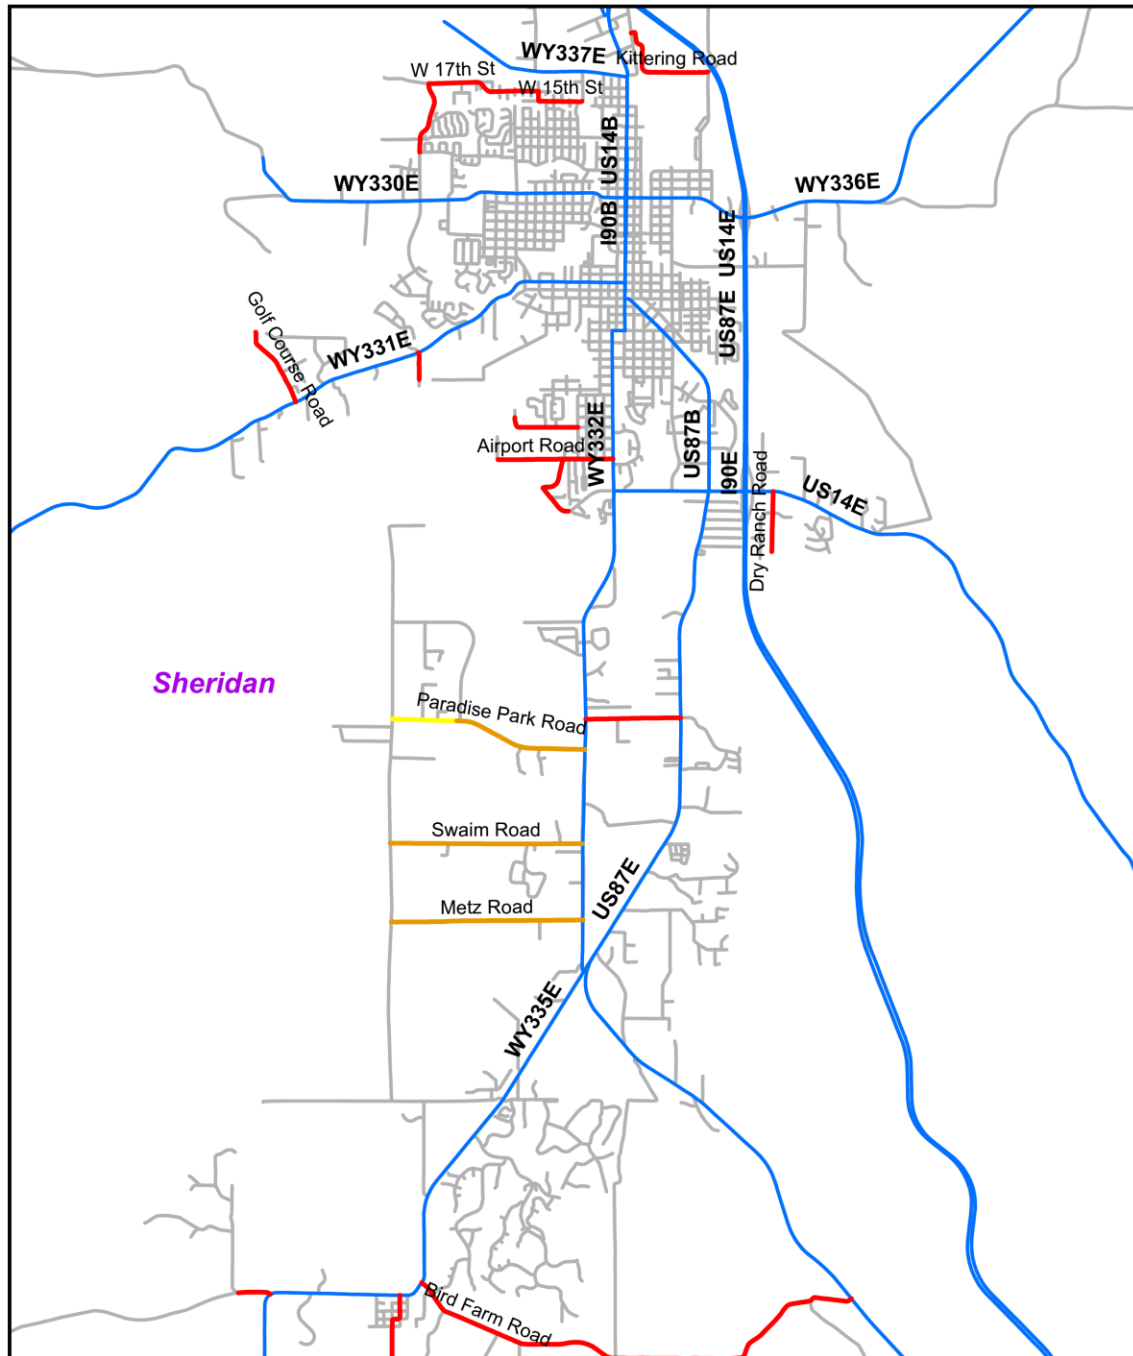 WY337E
Kittering Road
W 17th St
W 15th St
US14B
WY330E
WY336E
I90B
US14E
Golf Course Road
WY331E
US87E
WY332E
US87B
Airport Road
I90E
Dry Ranch Road
US14E
Sheridan
Paradise Park Road
Swaim Road
US87E
Metz Road
WY335E
Bird Farm Road